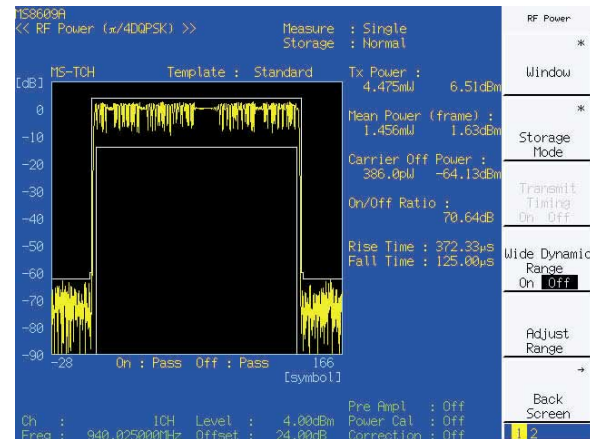 MS8609A
<< RF Power (π/4DQPSK) >>
Measure : Single
Storage : Normal
MS-TCH Template : Standard
[dB]
0
-10
-20
-30
-40
-50
-60
-70
-80
-90
-28 On : Pass Off : Pass 166
[symbol]
Tx Power :
4.475mW 6.51dBm
Mean Power (frame) :
1.456mW 1.63dBm
Carrier Off Power :
386.0pW -64.13dBm
On/Off Ratio :
70.64dB
Rise Time : 372.33µs
Fall Time : 125.00µs
Pre Ampl : Off
Ch : 1CH Level : 4.00dBm Power Cal : Off
Freq : 940.025000MHz Offset : 24.00dB Correction : Off
RF Power
*
Window
*
Storage
Mode
Transmit
Timing
On Off
Wide Dynamic
Range
On Off
Adjust
Range
→
Back
Screen
1 2